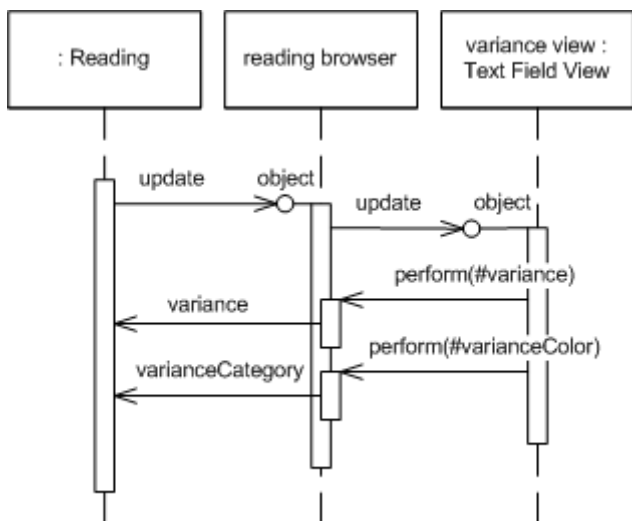 : Reading
reading browser
variance view :
Text Field View
update
object
update
object
perform(#variance)
variance
perform(#varianceColor)
varianceCategory